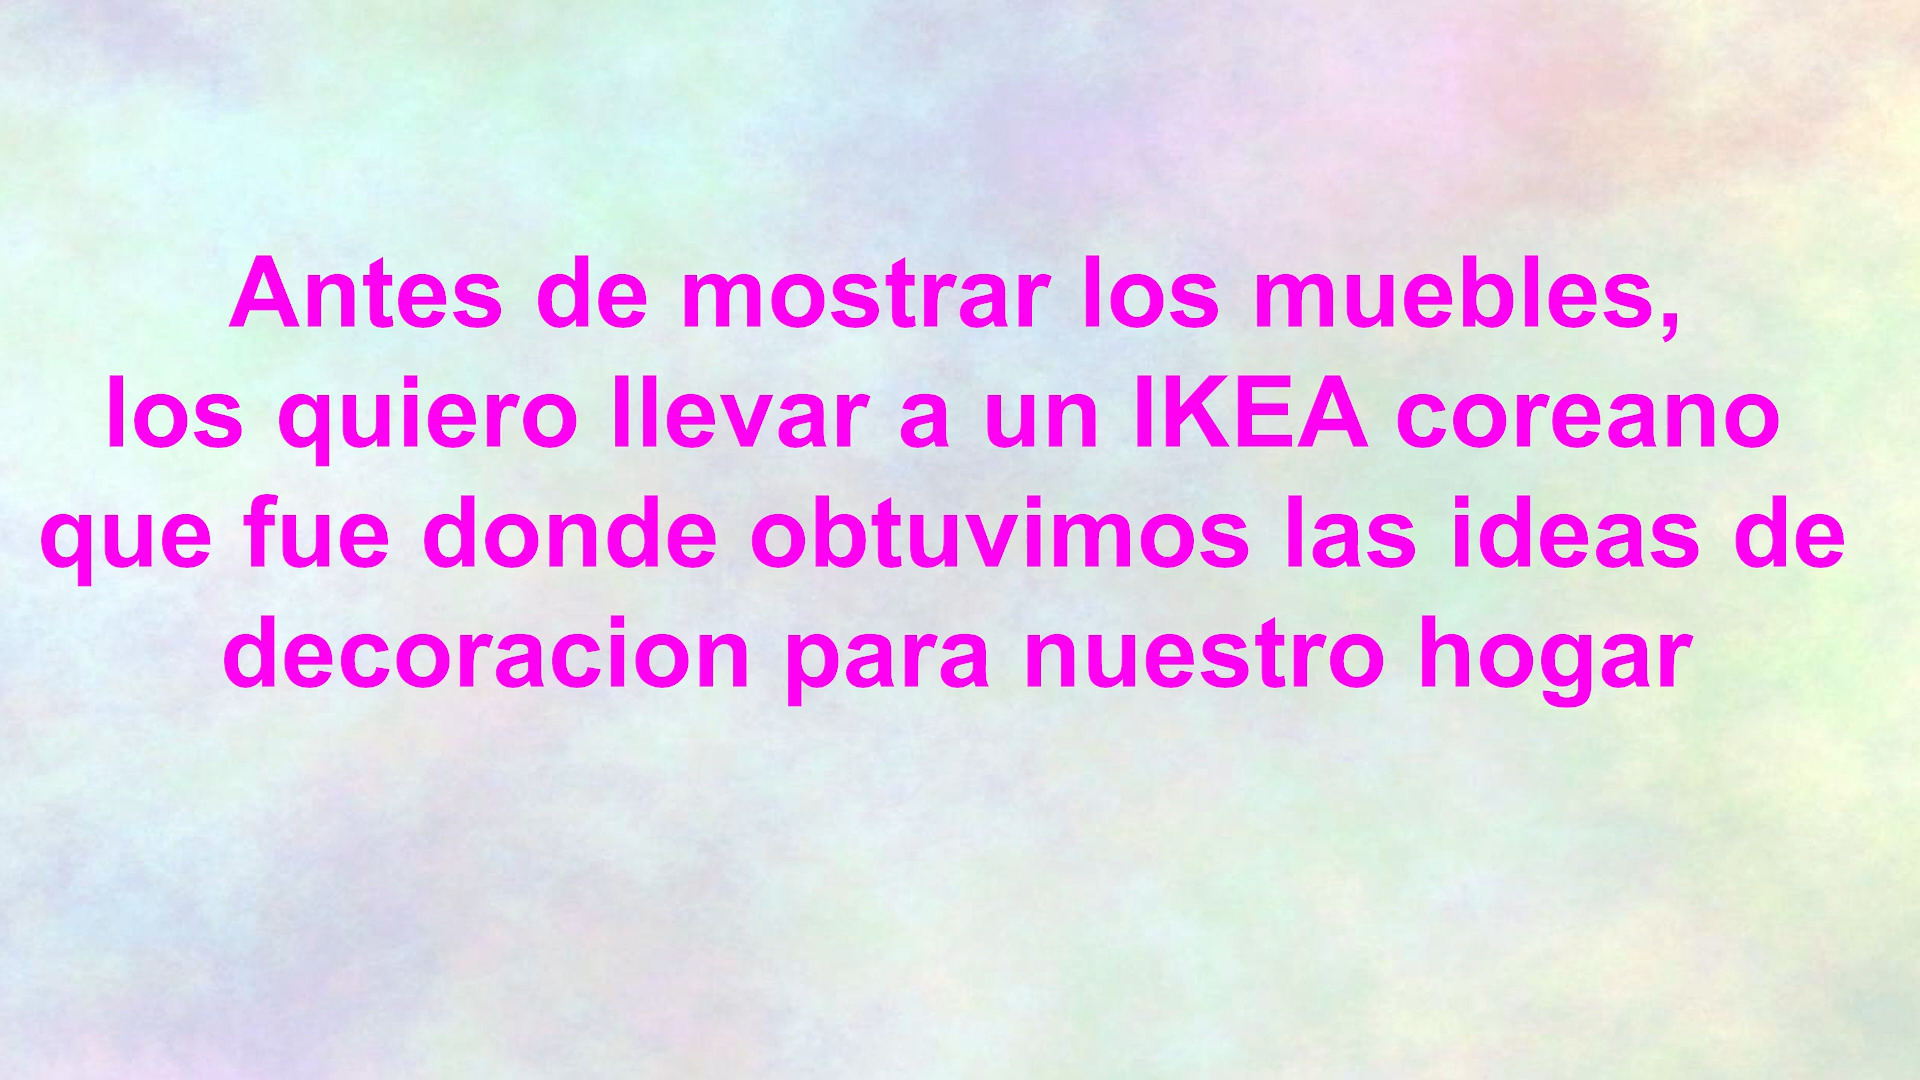 Antes de mostrar los muebles,
los quiero llevar a un IKEA coreano
que fue donde obtuvimos las ideas de
decoracion para nuestro hogar